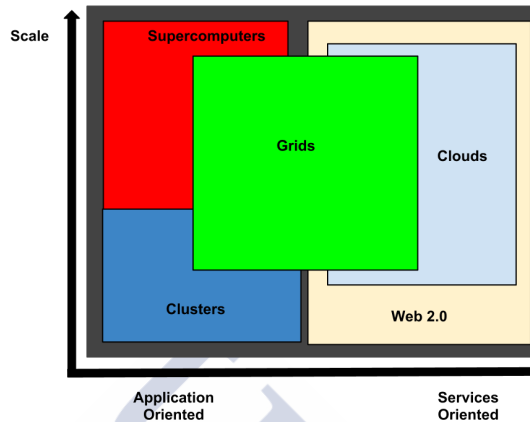 Scale
Supercomputers
Grids
Clouds
Clusters
Web 2.0
Application
Oriented
Services
Oriented